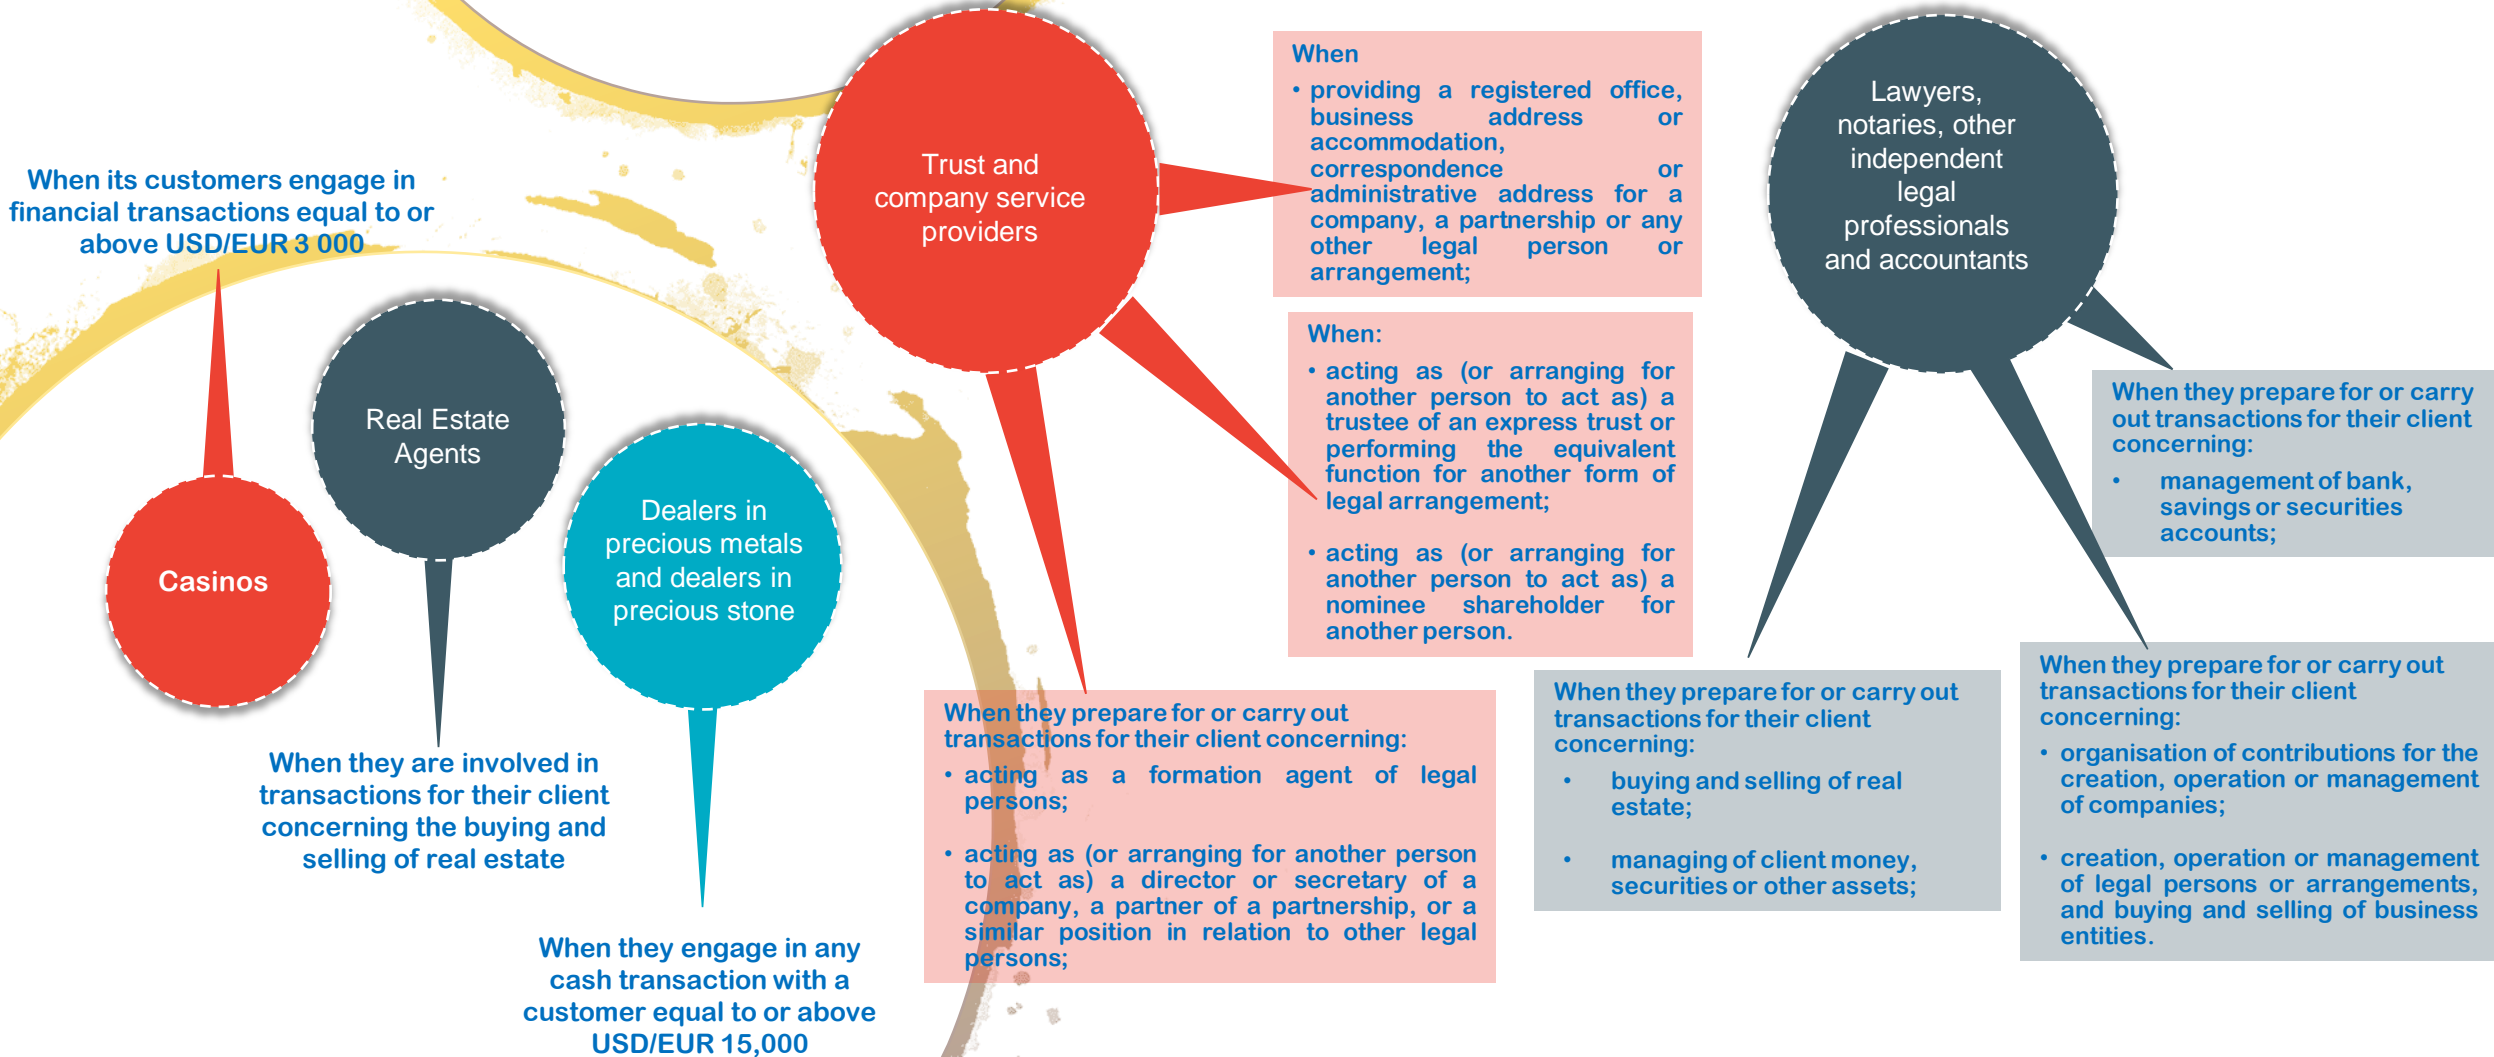 When its customers engage in
financial transactions equal to or
above USD/EUR 3 000
Casinos
Real Estate
Agents
When they are involved in
transactions for their client
concerning the buying and
selling of real estate
Dealers in
precious metals
and dealers in
precious stone
When they engage in any
cash transaction with a
customer equal to or above
USD/EUR 15,000
Trust and
company service
providers
When
• providing a registered office,
business address or
accommodation,
correspondence or
administrative address for a
company, a partnership or any
other legal person or
arrangement;
When:
• acting as (or arranging for
another person to act as) a
trustee of an express trust or
performing the equivalent
function for another form of
legal arrangement;
• acting as (or arranging for
another person to act as) a
nominee shareholder for
another person.
When they prepare for or carry out
transactions for their client concerning:
• acting as a formation agent of legal
persons;
• acting as (or arranging for another person
to act as) a director or secretary of a
company, a partner of a partnership, or a
similar position in relation to other legal
persons;
Lawyers,
notaries, other
independent
legal
professionals
and accountants
When they prepare for or carry
out transactions for their client
concerning:
• management of bank,
savings or securities
accounts;
When they prepare for or carry out
transactions for their client
concerning:
• buying and selling of real
estate;
• managing of client money,
securities or other assets;
When they prepare for or carry out
transactions for their client
concerning:
• organisation of contributions for the
creation, operation or management
of companies;
• creation, operation or management
of legal persons or arrangements,
and buying and selling of business
entities.